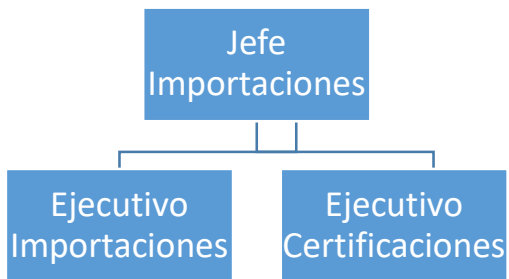 Jefe
Importaciones
Ejecutivo
Importaciones
Ejecutivo
Certificaciones